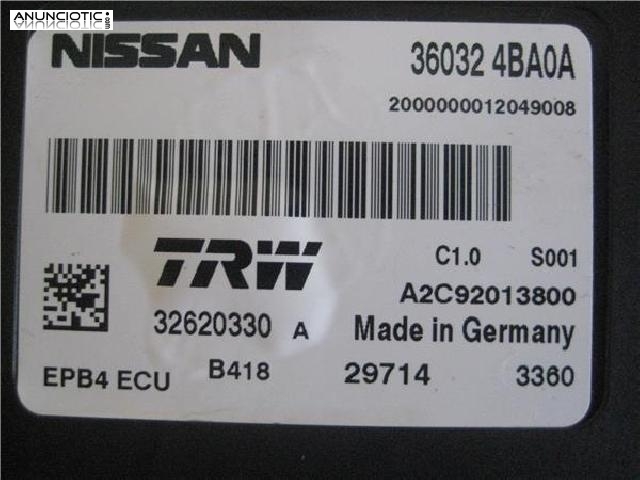 ANUNCIOTIC.com
NISSAN
36032 4BA0A
2000000012049008
TRW
C1.0 S001
A2C92013800
32620330 A
Made in Germany
EPB4 ECU B418 29714 3360